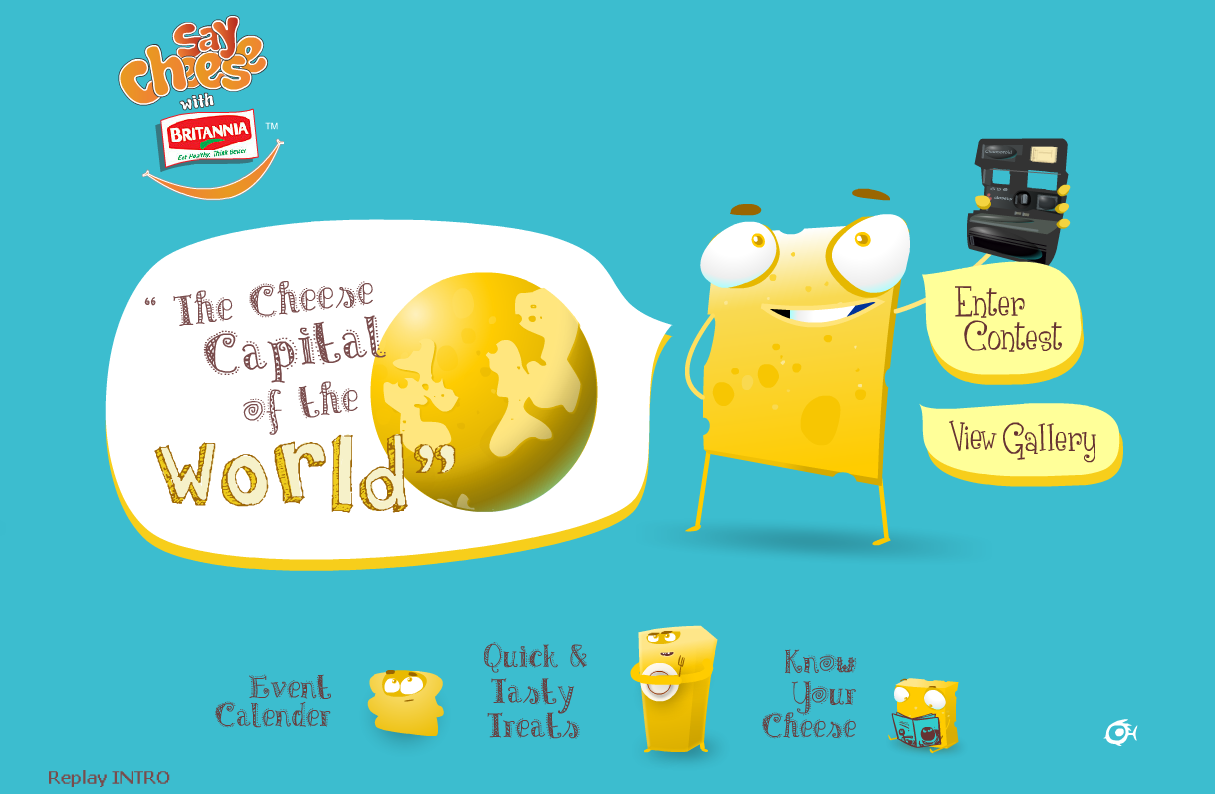 say
cheese
with
BRITANNIA
Eat Healthy, Think Better
TM
“ The Cheese
Capital
of the
World”
Enter
Contest
View Gallery
Event
Calender
Quick &
Tasty
Treats
Know
Your
Cheese
Replay INTRO